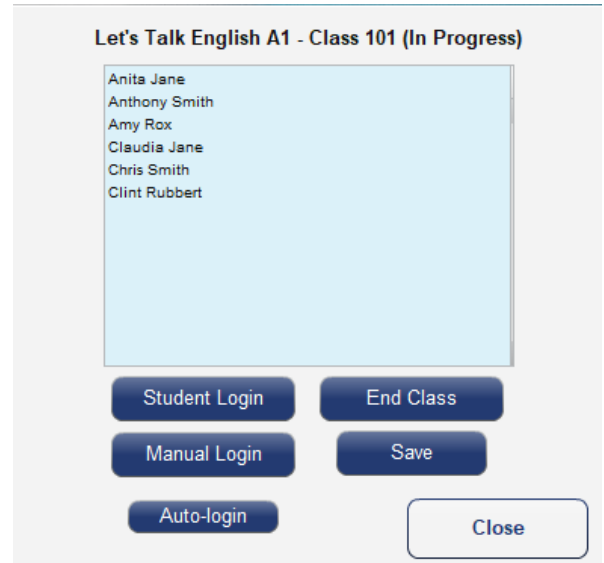 Let's Talk English A1 - Class 101 (In Progress)
Anita Jane
Anthony Smith
Amy Rox
Claudia Jane
Chris Smith
Clint Rubbert
Student Login
End Class
Manual Login
Save
Auto-login
Close